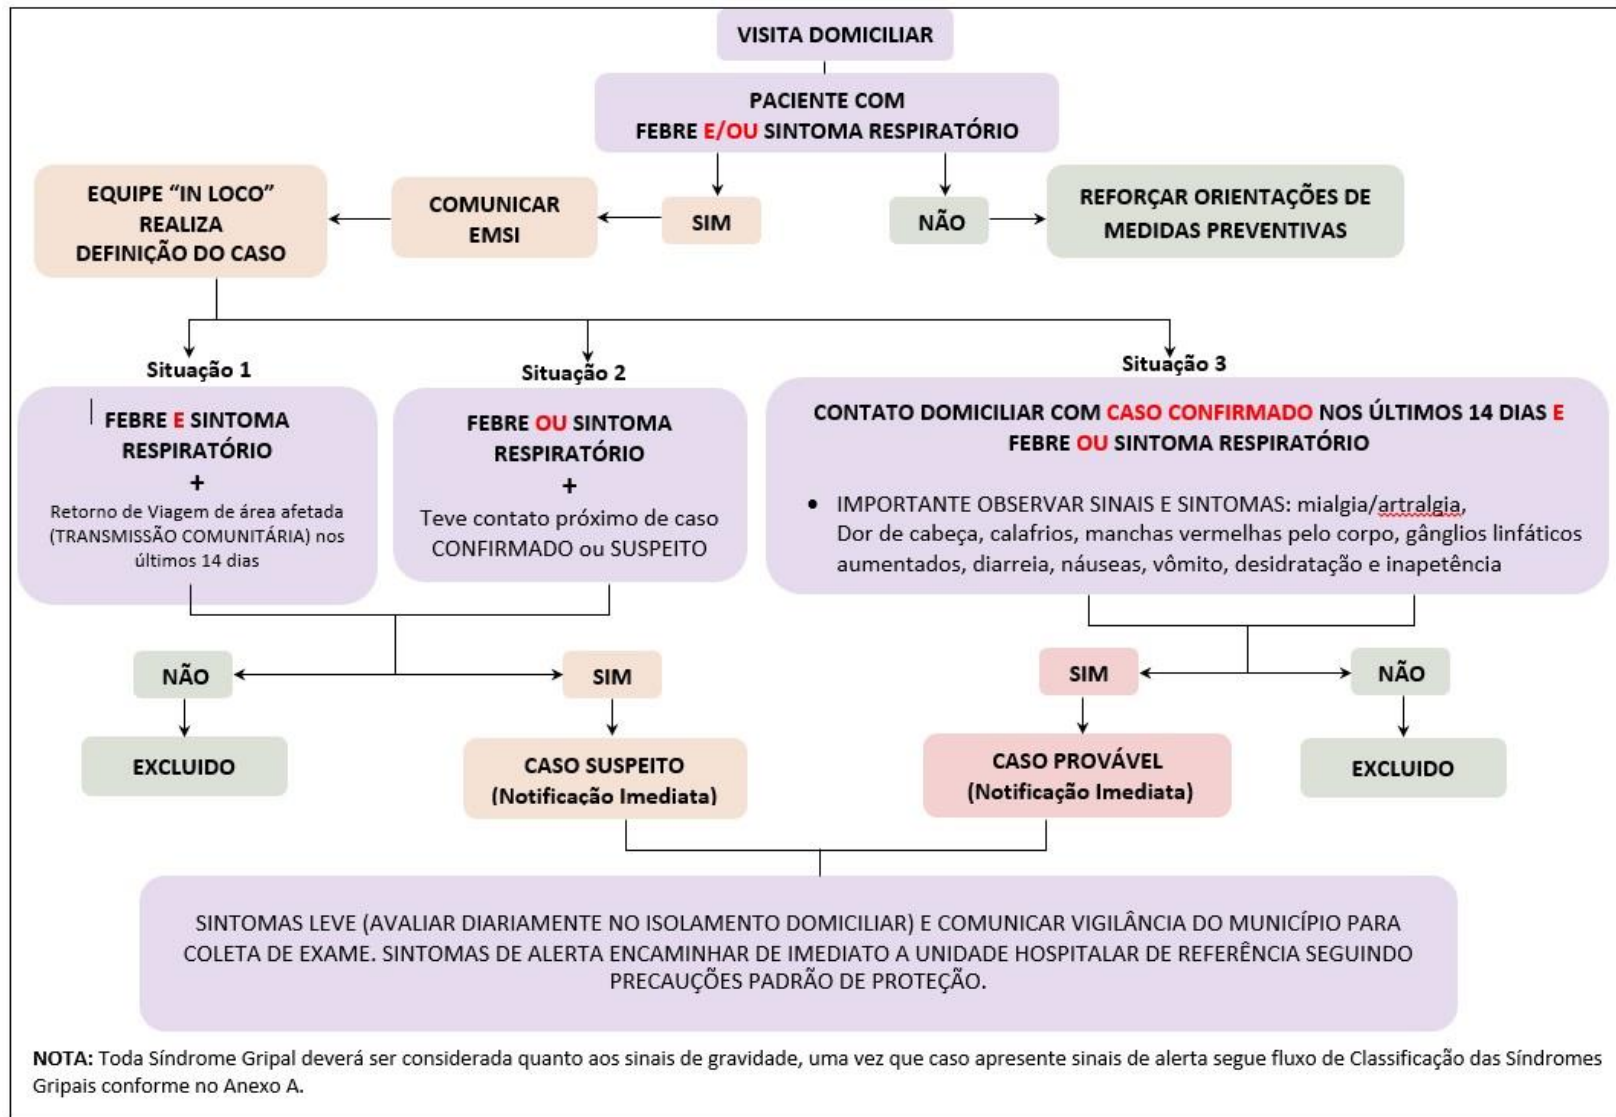 VISITA DOMICILIAR
PACIENTE COM
FEBRE E/OU SINTOMA RESPIRATÓRIO
EQUIPE “IN LOCO”
REALIZA
DEFINIÇÃO DO CASO
COMUNICAR
EMSI
SIM
NÃO
REFORÇAR ORIENTAÇÕES DE
MEDIDAS PREVENTIVAS
Situação 1
FEBRE E SINTOMA
RESPIRATÓRIO
+
Retorno de Viagem de área afetada
(TRANSMISSÃO COMUNITÁRIA) nos
últimos 14 dias
Situação 2
FEBRE OU SINTOMA
RESPIRATÓRIO
+
Teve contato próximo de caso
CONFIRMADO ou SUSPEITO
Situação 3
CONTATO DOMICILIAR COM CASO CONFIRMADO NOS ÚLTIMOS 14 DIAS E
FEBRE OU SINTOMA RESPIRATÓRIO
• IMPORTANTE OBSERVAR SINAIS E SINTOMAS: mialgia/artralgia,
Dor de cabeça, calafrios, manchas vermelhas pelo corpo, gânglios linfáticos
aumentados, diarreia, náuseas, vômito, desidratação e inapetência
NÃO
SIM
SIM
NÃO
EXCLUIDO
CASO SUSPEITO
(Notificação Imediata)
CASO PROVÁVEL
(Notificação Imediata)
EXCLUIDO
SINTOMAS LEVE (AVALIAR DIARIAMENTE NO ISOLAMENTO DOMICILIAR) E COMUNICAR VIGILÂNCIA DO MUNICÍPIO PARA
COLETA DE EXAME. SINTOMAS DE ALERTA ENCAMINHAR DE IMEDIATO A UNIDADE HOSPITALAR DE REFERÊNCIA SEGUINDO
PRECAUÇÕES PADRÃO DE PROTEÇÃO.
NOTA: Toda Síndrome Gripal deverá ser considerada quanto aos sinais de gravidade, uma vez que caso apresente sinais de alerta segue fluxo de Classificação das Síndromes
Gripais conforme no Anexo A.